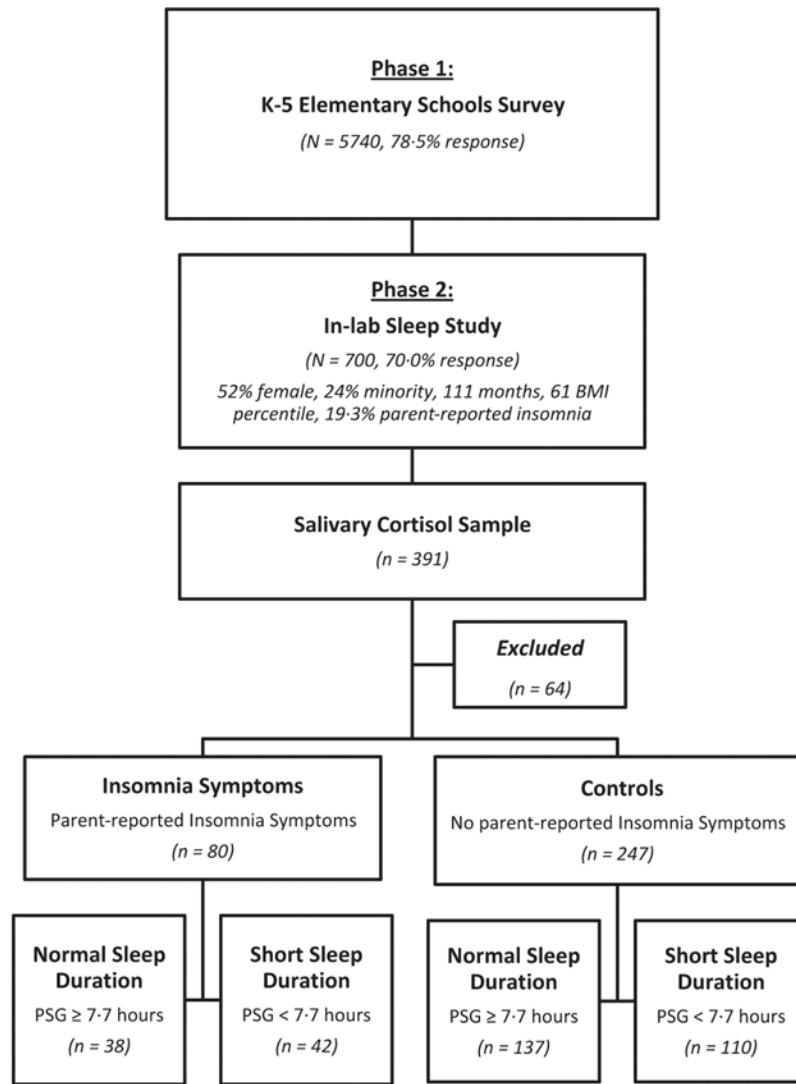 Phase 1:
K-5 Elementary Schools Survey
(N = 5740, 78·5% response)
Phase 2:
In-lab Sleep Study
(N = 700, 70·0% response)
52% female, 24% minority, 111 months, 61 BMI
percentile, 19·3% parent-reported insomnia
Salivary Cortisol Sample
(n = 391)
Excluded
(n = 64)
Insomnia Symptoms
Parent-reported Insomnia Symptoms
(n = 80)
Controls
No parent-reported Insomnia Symptoms
(n = 247)
Normal Sleep
Duration
PSG ≥ 7·7 hours
(n = 38)
Short Sleep
Duration
PSG < 7·7 hours
(n = 42)
Normal Sleep
Duration
PSG ≥ 7·7 hours
(n = 137)
Short Sleep
Duration
PSG < 7·7 hours
(n = 110)